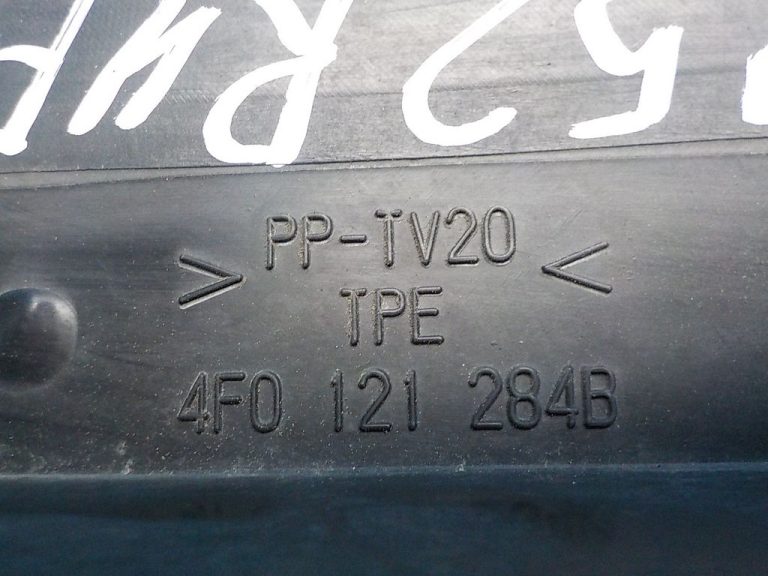 > PP-TV20 <
TPE
4F0 121 284B